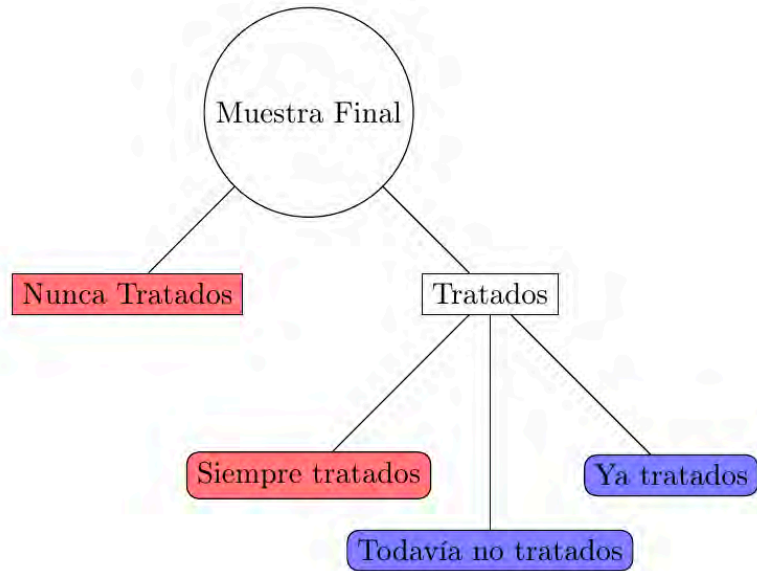 Muestra Final
Nunca Tratados
Tratados
Siempre tratados
Ya tratados
Todavía no tratados